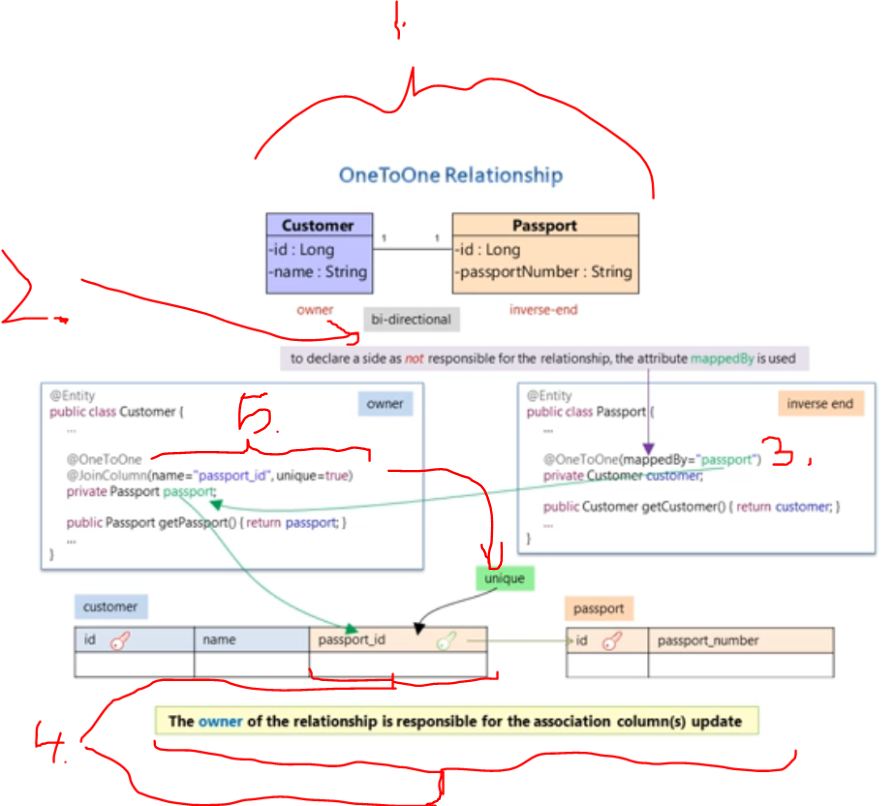 1.
OneToOne Relationship
Customer
-id : Long
-name : String
1
1
Passport
-id : Long
-passportNumber : String
2.
owner
bi-directional
inverse-end
to declare a side as not responsible for the relationship, the attribute mappedBy is used
@Entity
public class Customer {
...
owner
5.
@OneToOne
@JoinColumn(name="passport_id", unique=true)
private Passport passport;
public Passport getPassport() { return passport; }
...
}
@Entity
public class Passport {
...
inverse end
@OneToOne(mappedBy="passport")
3.
private Customer customer;
public Customer getCustomer() { return customer; }
...
}
unique
customer
id
name
passport_id
passport
id
passport_number
4.
The owner of the relationship is responsible for the association column(s) update